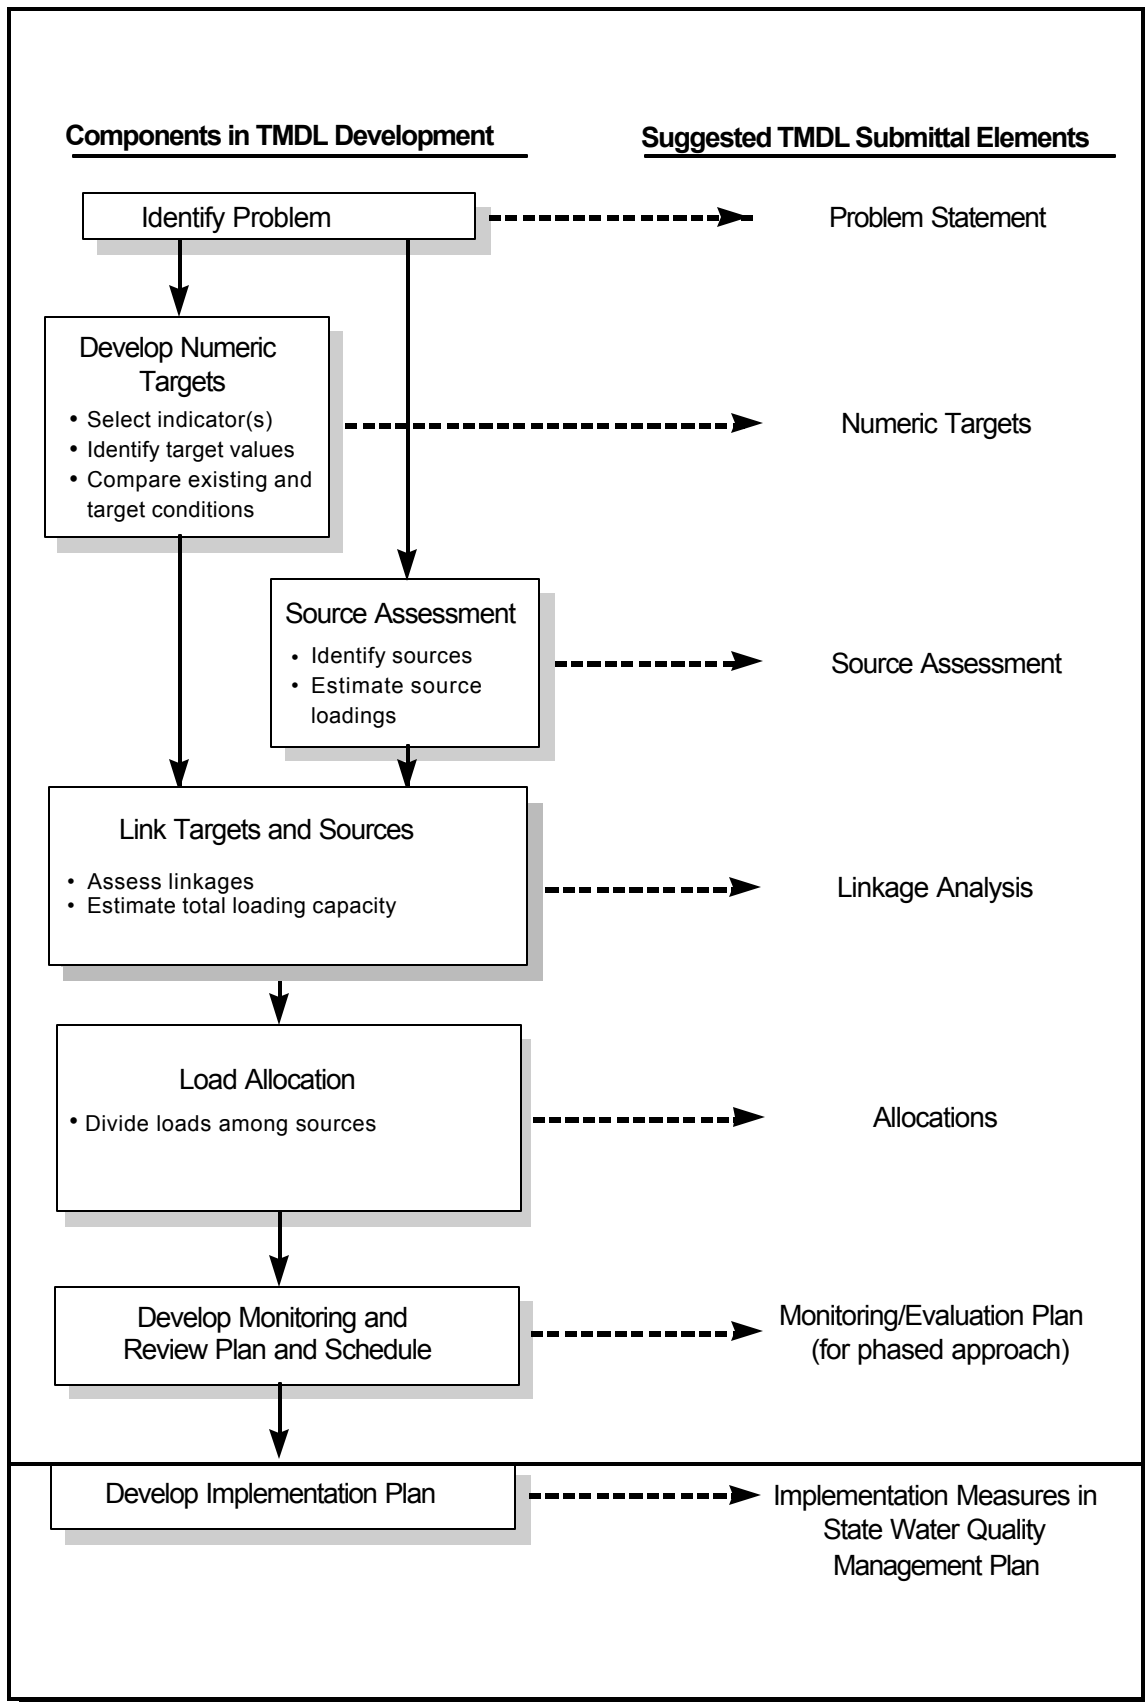 Components in TMDL Development
Suggested TMDL Submittal Elements
Identify Problem
Problem Statement
Develop Numeric
Targets
• Select indicator(s)
• Identify target values
• Compare existing and
target conditions
Numeric Targets
Source Assessment
• Identify sources
• Estimate source
loadings
Source Assessment
Link Targets and Sources
• Assess linkages
• Estimate total loading capacity
Linkage Analysis
Load Allocation
• Divide loads among sources
Allocations
Develop Monitoring and
Review Plan and Schedule
Monitoring/Evaluation Plan
(for phased approach)
Develop Implementation Plan
Implementation Measures in
State Water Quality
Management Plan